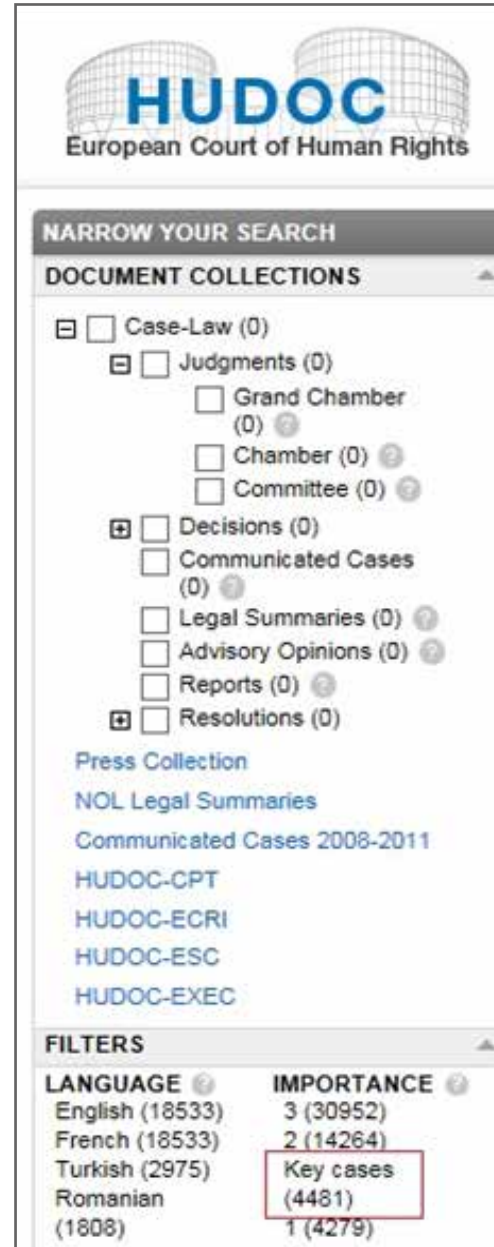 HUDOC
European Court of Human Rights
NARROW YOUR SEARCH
DOCUMENT COLLECTIONS
Case-Law (0)
Judgments (0)
Grand Chamber
(0) ?
Chamber (0) ?
Committee (0) ?
Decisions (0)
Communicated Cases
(0) ?
Legal Summaries (0) ?
Advisory Opinions (0) ?
Reports (0) ?
Resolutions (0)
Press Collection
NOL Legal Summaries
Communicated Cases 2008-2011
HUDOC-CPT
HUDOC-ECRI
HUDOC-ESC
HUDOC-EXEC
FILTERS
LANGUAGE ?
English (18533)
French (18533)
Turkish (2975)
Romanian
(1808)
IMPORTANCE ?
3 (30952)
2 (14264)
Key cases
(4481)
1 (4279)